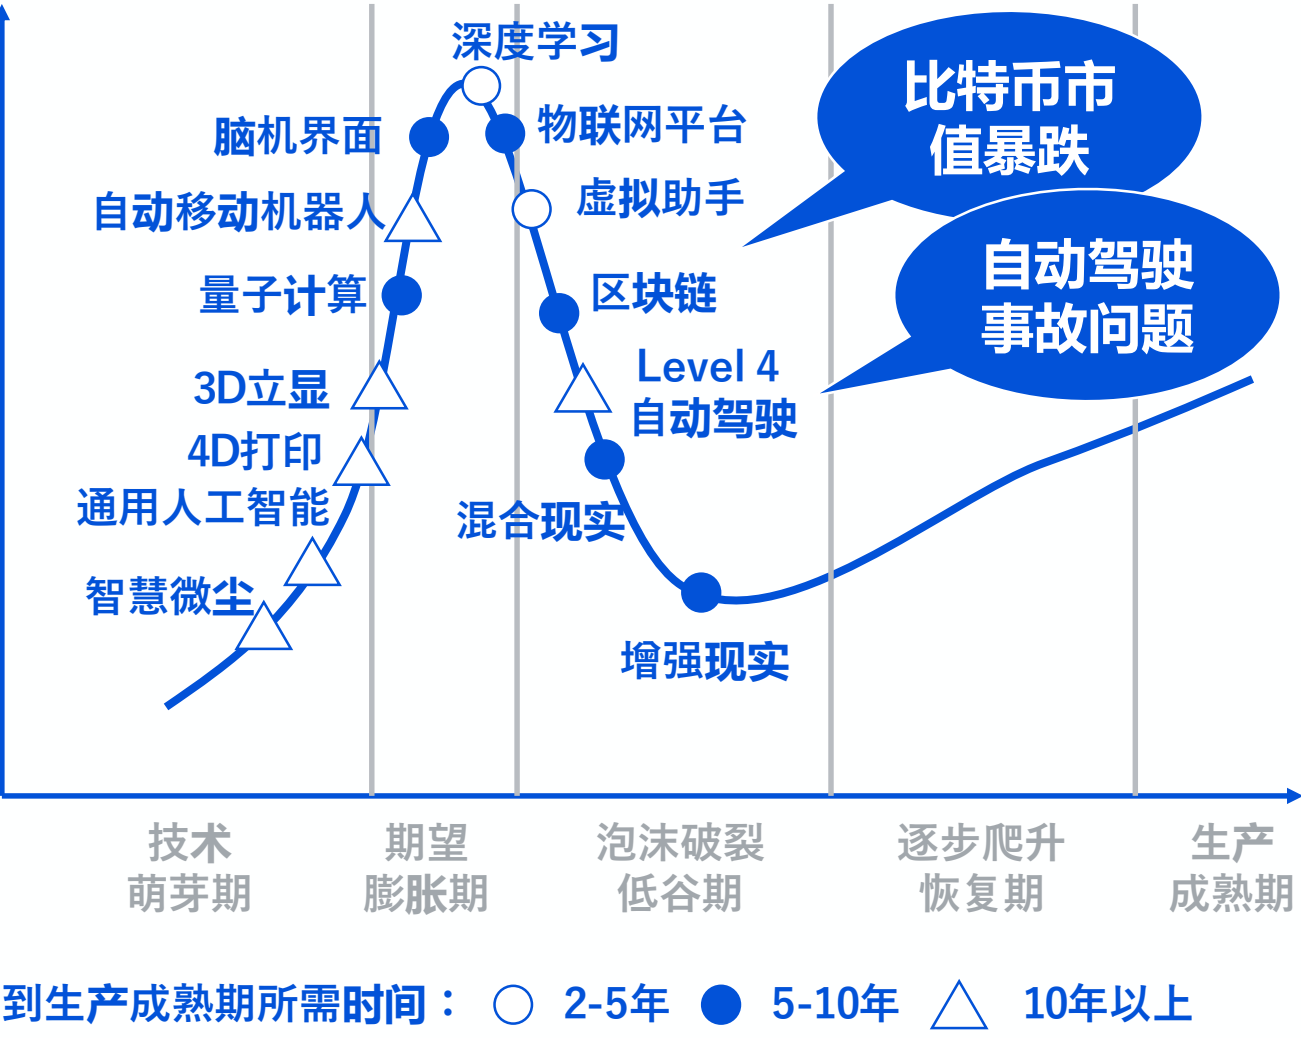 深度学习
脑机界面
自动移动机器人
量子计算
3D立显
4D打印
通用人工智能
智慧微尘
物联网平台
虚拟助手
区块链
Level 4
自动驾驶
混合现实
增强现实
比特币市
值暴跌
自动驾驶
事故问题
技术
萌芽期
期望
膨胀期
泡沫破裂
低谷期
逐步爬升
恢复期
生产
成熟期
到生产成熟期所需时间： 2-5年 5-10年 10年以上